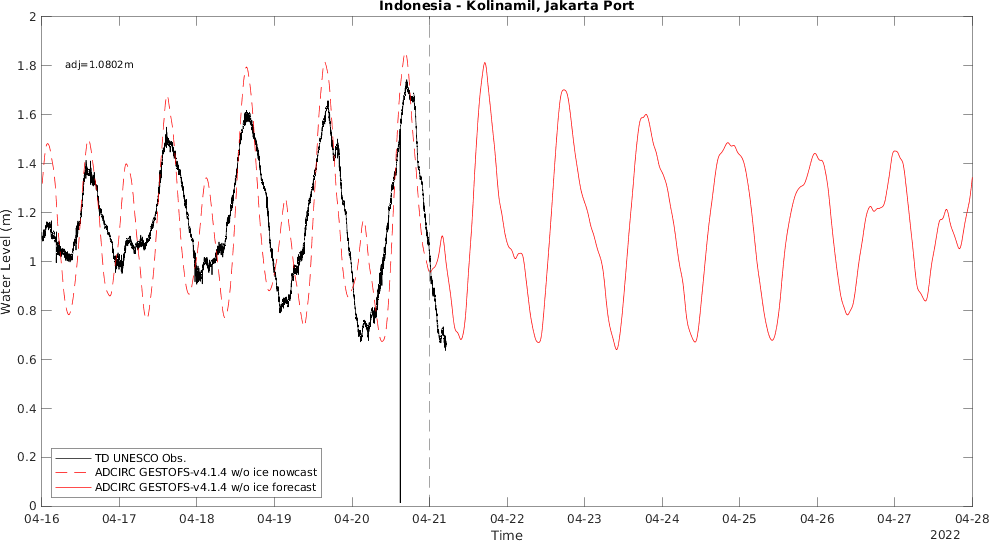 Indonesia - Kolinamil, Jakarta Port
2
1.8
1.6
1.4
1.2
1
0.8
0.6
0.4
0.2
0
Water Level (m)
adj=1.0802m
TD UNESCO Obs.
ADCIRC GESTOFS-v4.1.4 w/o ice nowcast
ADCIRC GESTOFS-v4.1.4 w/o ice forecast
04-16 04-17 04-18 04-19 04-20 04-21 04-22 04-23 04-24 04-25 04-26 04-27 04-28
Time
2022